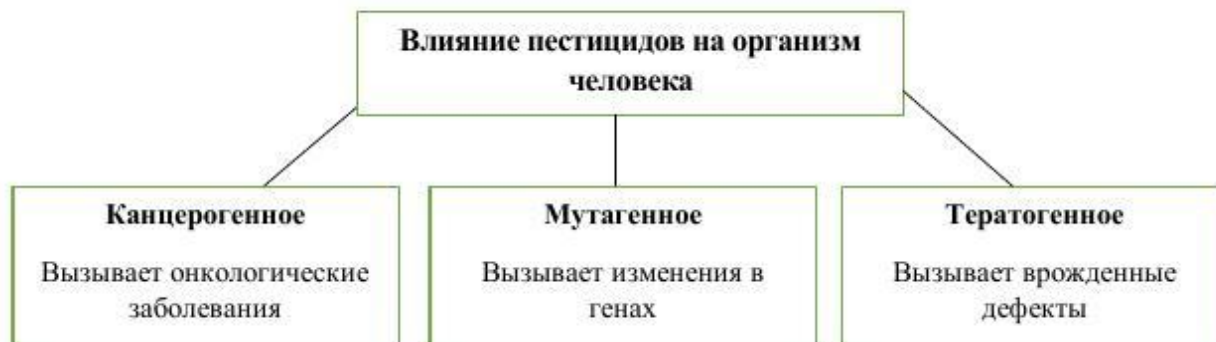 Влияние пестицидов на организм
человека
Канцерогенное
Вызывает онкологические
заболевания
Мутагенное
Вызывает изменения в
генах
Тератогенное
Вызывает врожденные
дефекты